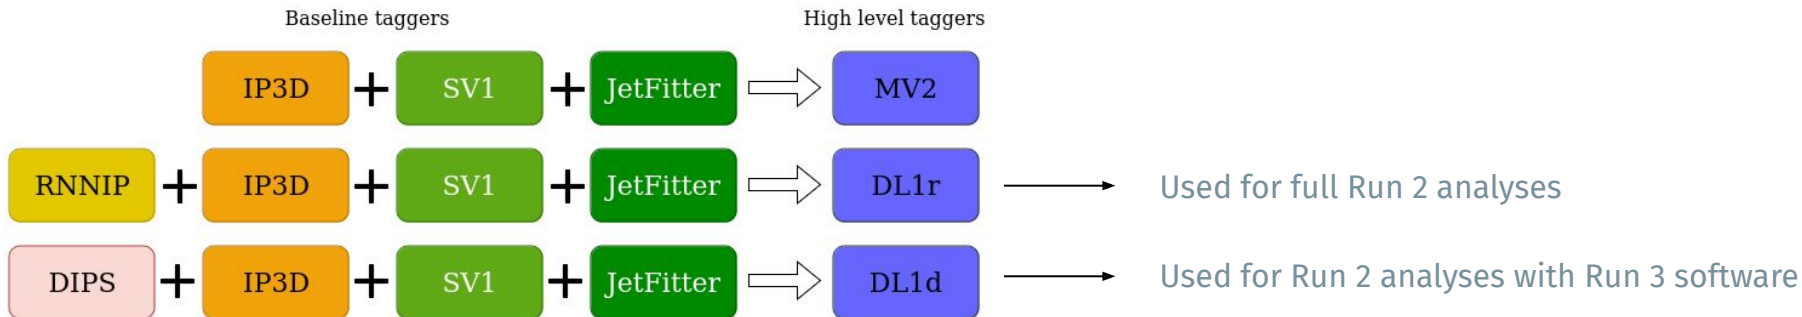 Baseline taggers High level taggers
IP3D + SV1 + JetFitter MV2
RNNIP + IP3D + SV1 + JetFitter DL1r Used for full Run 2 analyses
DIPS + IP3D + SV1 + JetFitter DL1d Used for Run 2 analyses with Run 3 software